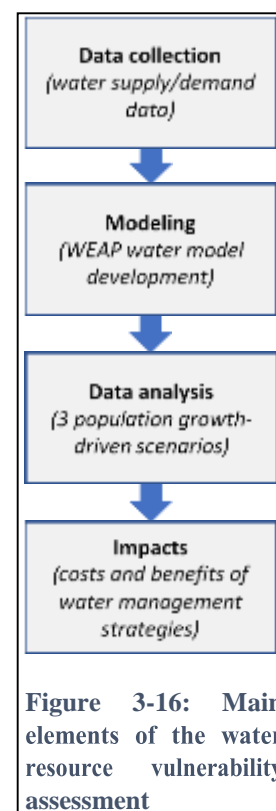 Data collection
(water supply/demand
data)
Modeling
(WEAP water model
development)
Data analysis
(3 population growth-
driven scenarios)
Impacts
(costs and benefits of
water management
strategies)
Figure 3-16: Main
elements of the water
resource vulnerability
assessment